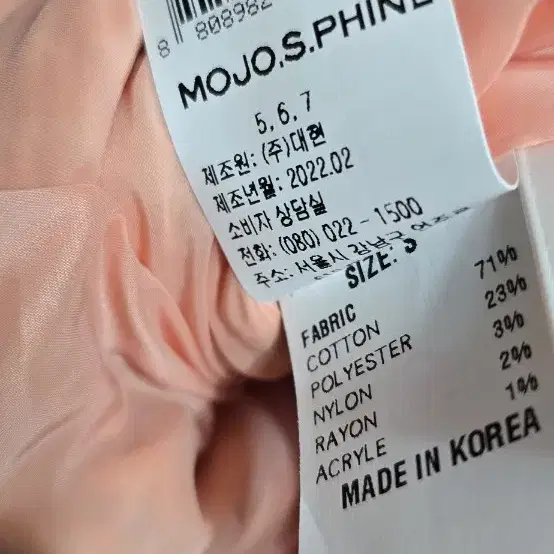 8 808982
MOJO.S.PHINE
5, 6, 7
제조원: (주)대현
제조년월: 2022.02
소비자 상담실
전화: (080) 022 - 1500
주소: 서울시 강남구
SIZE: S
FABRIC
COTTON 71%
POLYESTER 23%
NYLON 3%
RAYON 2%
ACRYLE 1%
MADE IN KOREA